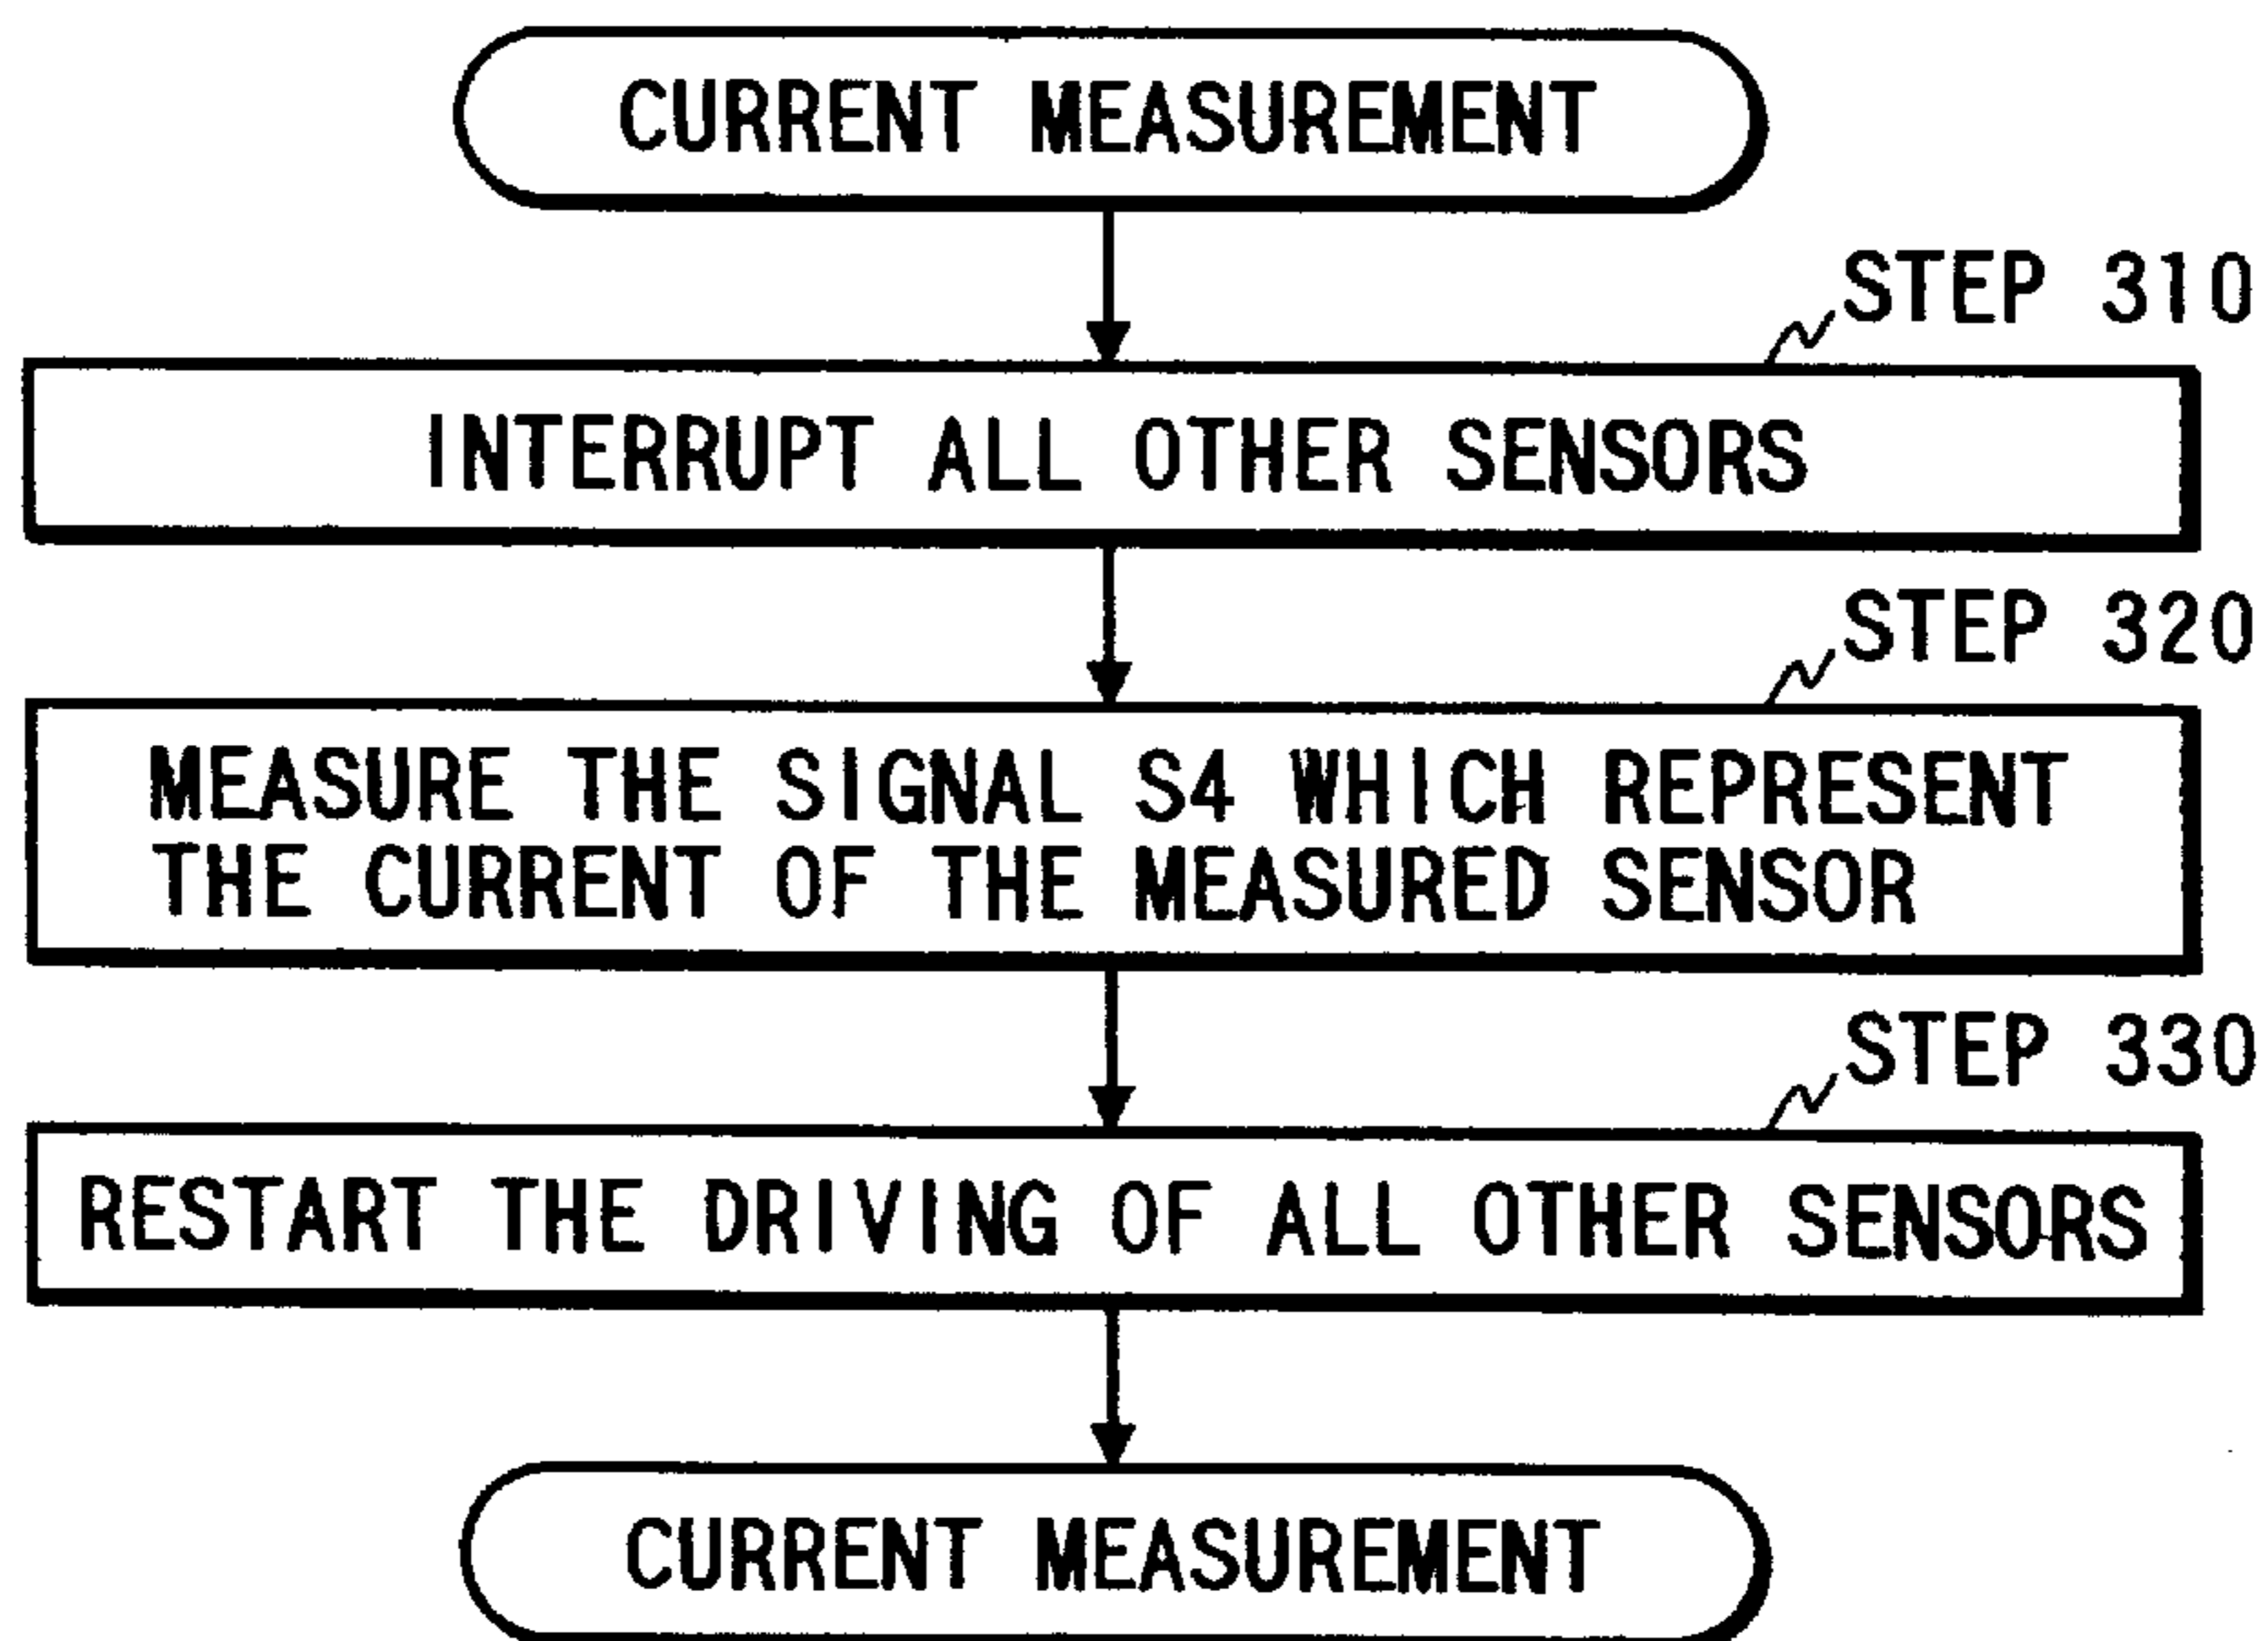 CURRENT MEASUREMENT
STEP 310
INTERRUPT ALL OTHER SENSORS
STEP 320
MEASURE THE SIGNAL S4 WHICH REPRESENT
THE CURRENT OF THE MEASURED SENSOR
STEP 330
RESTART THE DRIVING OF ALL OTHER SENSORS
CURRENT MEASUREMENT